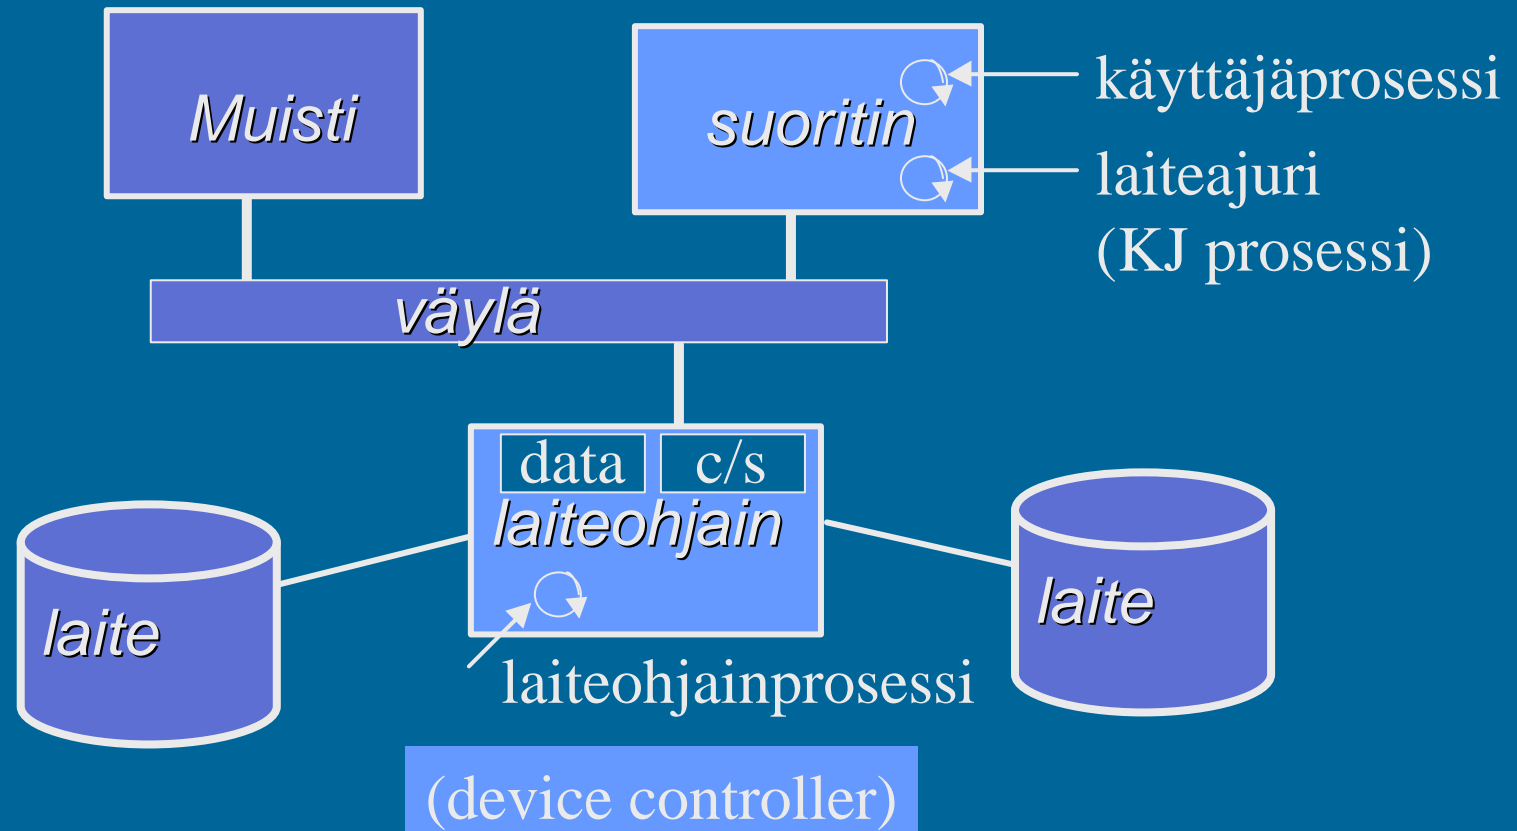 Muisti
suoritin
käyttäjäprosessi
laiteajuri
(KJ prosessi)
väylä
data
c/s
laiteohjain
laite
laite
laiteohjainprosessi
(device controller)